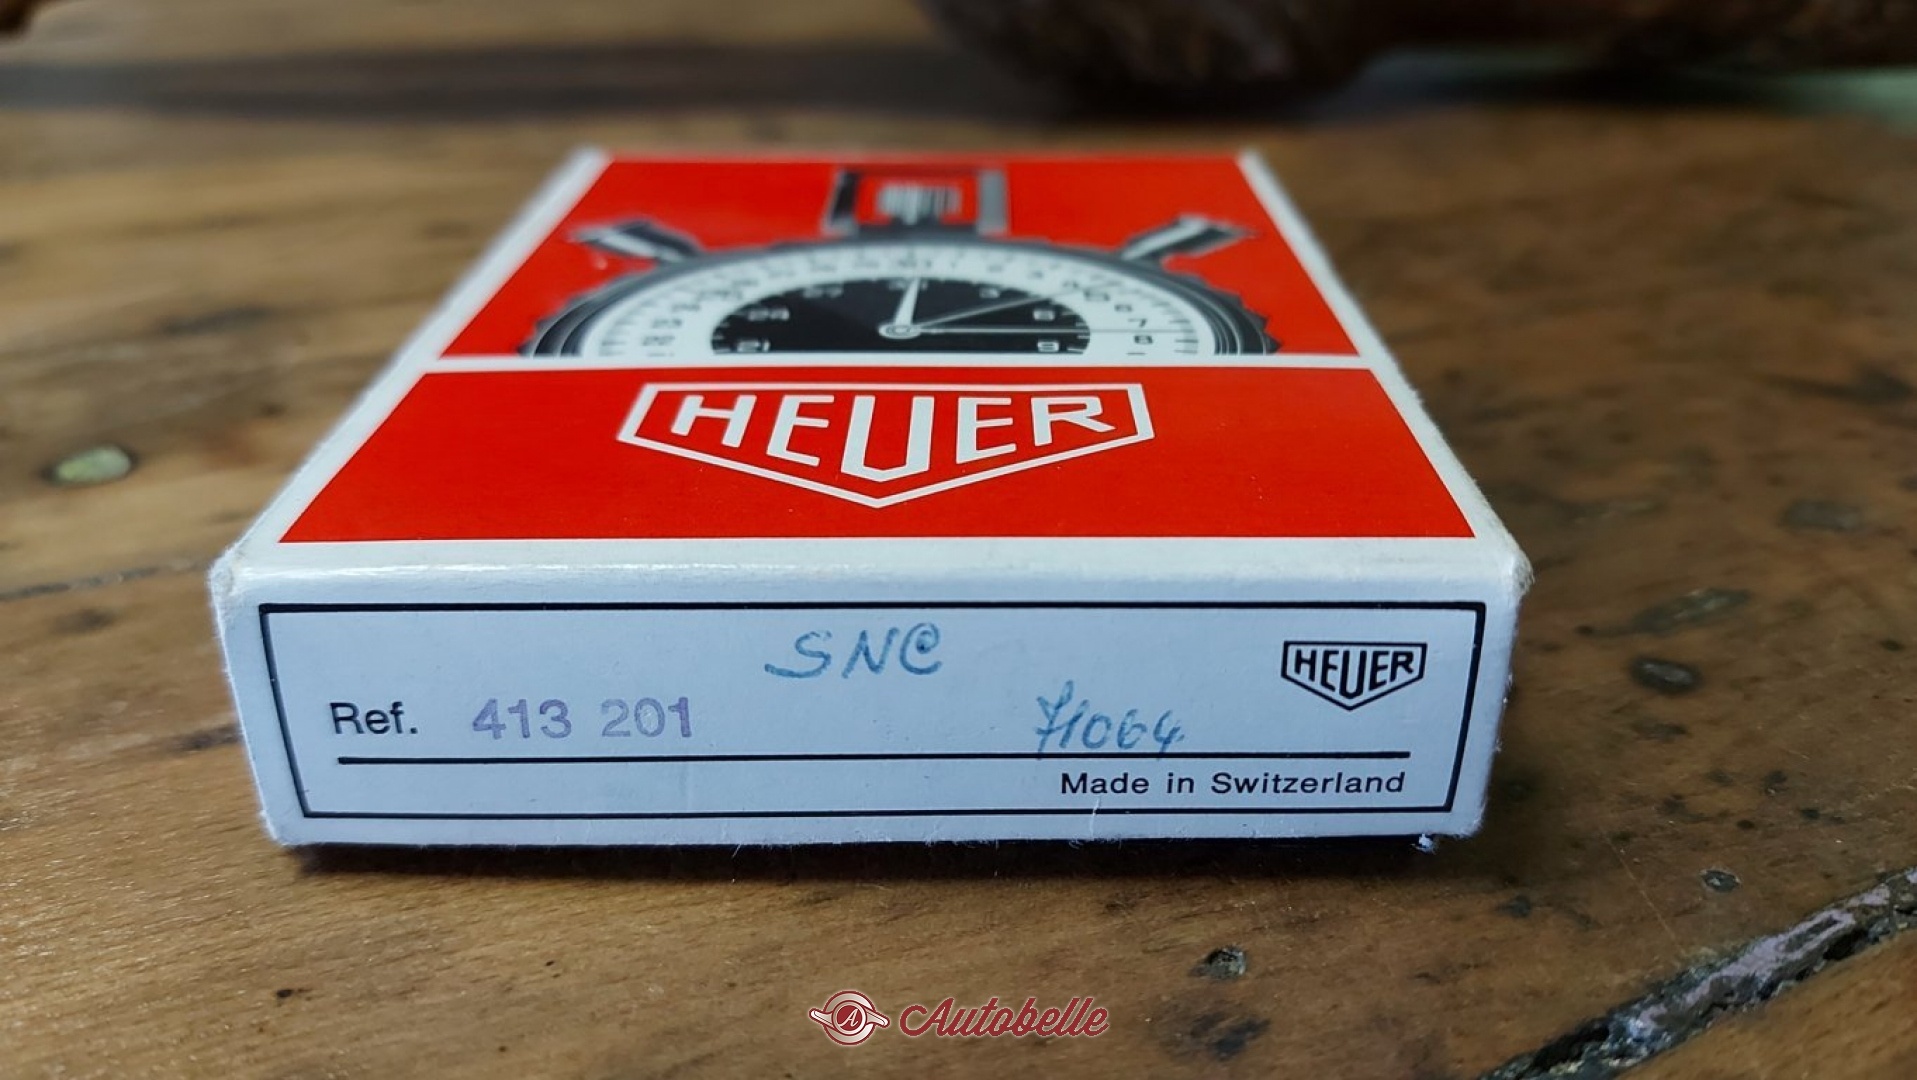 HEUER
SNC
HEUER
Ref. 413 201
71064
Made in Switzerland
Autobelle